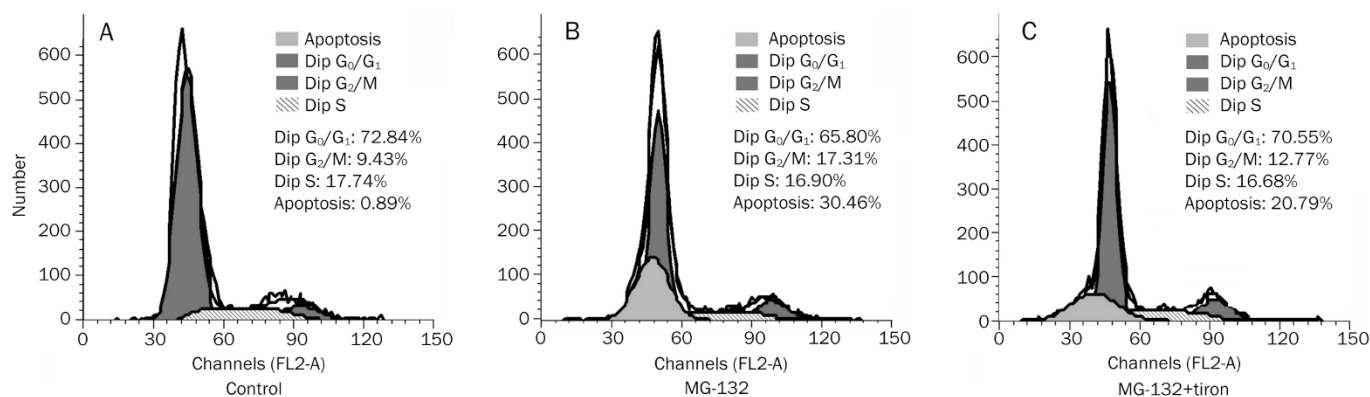 A
Apoptosis
Dip G₀/G₁
Dip G₂/M
Dip S
Dip G₀/G₁: 72.84%
Dip G₂/M: 9.43%
Dip S: 17.74%
Apoptosis: 0.89%
Number
600
500
400
300
200
100
0
0 30 60 90 120 150
Channels (FL2-A)
Control
B
Apoptosis
Dip G₀/G₁
Dip G₂/M
Dip S
Dip G₀/G₁: 65.80%
Dip G₂/M: 17.31%
Dip S: 16.90%
Apoptosis: 30.46%
600
500
400
300
200
100
0
0 30 60 90 120 150
Channels (FL2-A)
MG-132
C
Apoptosis
Dip G₀/G₁
Dip G₂/M
Dip S
Dip G₀/G₁: 70.55%
Dip G₂/M: 12.77%
Dip S: 16.68%
Apoptosis: 20.79%
600
500
400
300
200
100
0
0 30 60 90 120 150
Channels (FL2-A)
MG-132+tiron